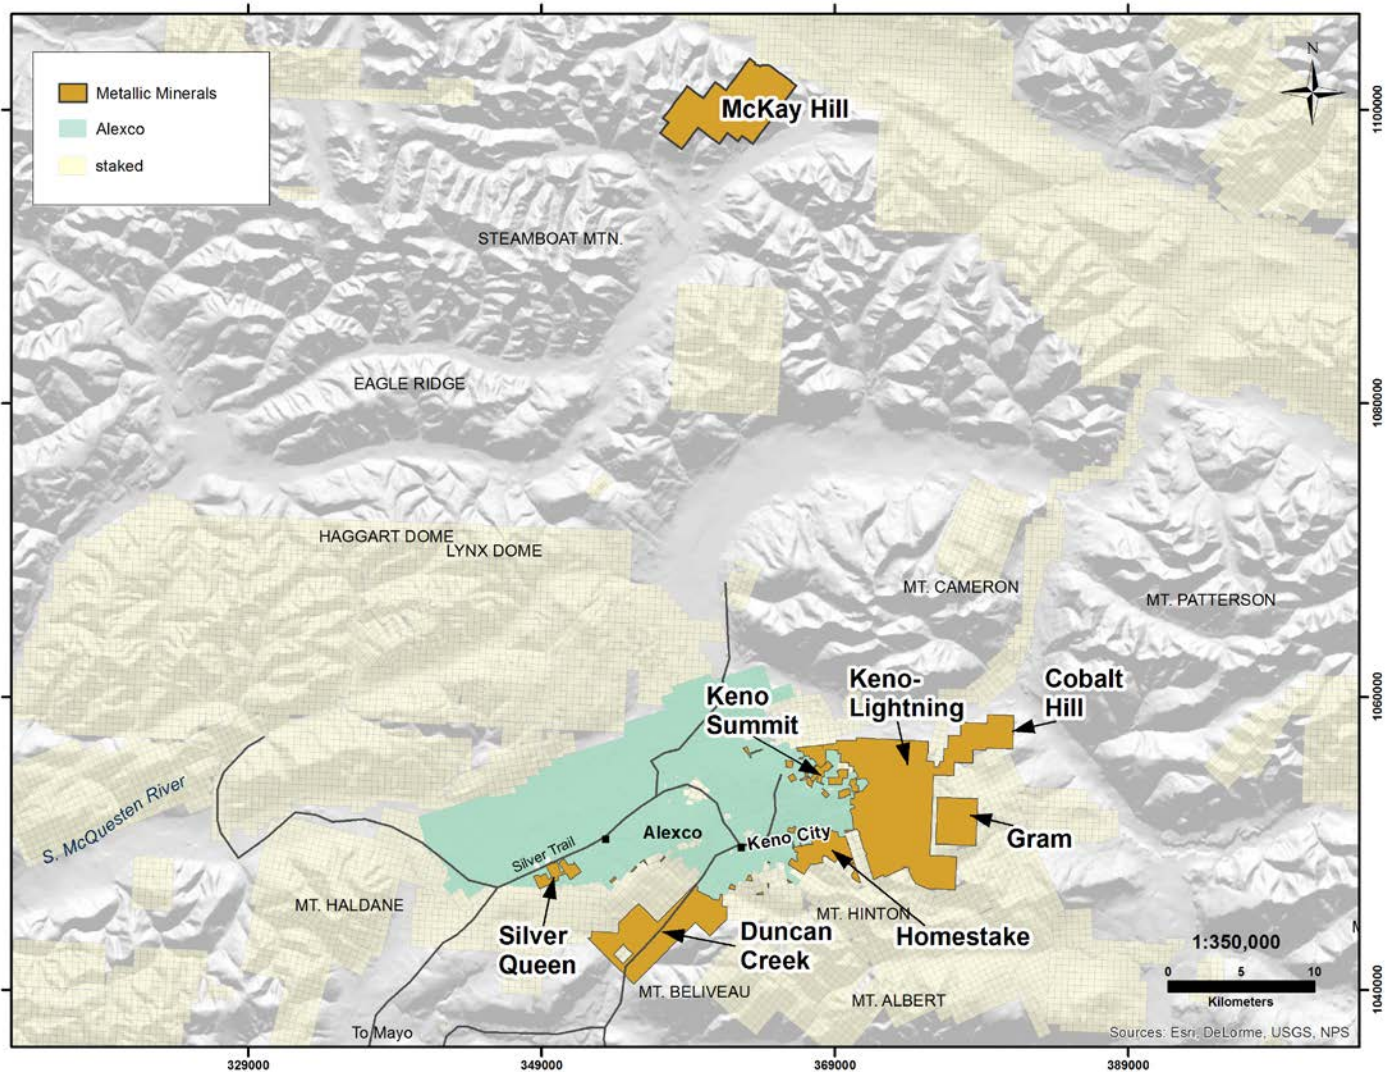 N
Metallic Minerals
Alexco
staked
McKay Hill
1100000
STEAMBOAT MTN.
EAGLE RIDGE
1080000
HAGGART DOME
LYNX DOME
MT. CAMERON
MT. PATTERSON
Keno
Summit
Keno-
Lightning
Cobalt
Hill
1060000
S. McQuesten River
Silver Trail
Alexco
Keno City
Gram
MT. HALDANE
MT. HINTON
Silver
Queen
Duncan
Creek
Homestake
M
1:350,000
0 5 10
Kilometers
MT. BELIVEAU
MT. ALBERT
1040000
To Mayo
Sources: Esri, DeLorme, USGS, NPS
329000 349000 369000 389000